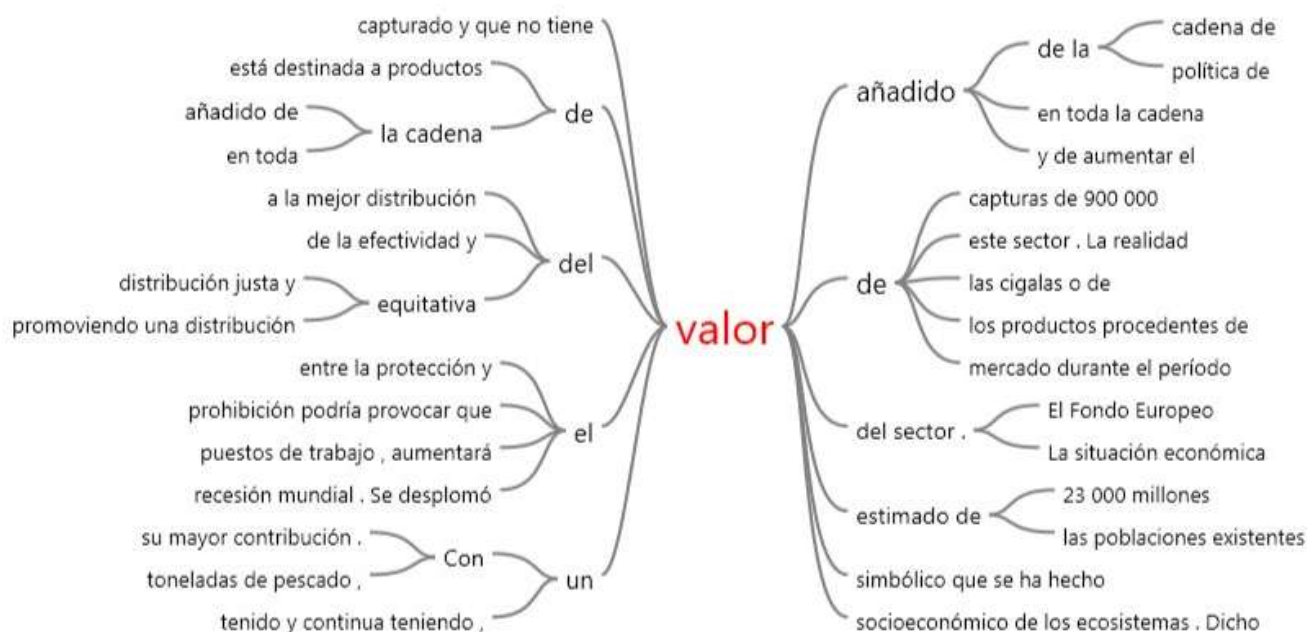 capturado y que no tiene
está destinada a productos
añadido de
en toda
la cadena
de
a la mejor distribución
de la efectividad y
distribución justa y
promoviendo una distribución
equitativa
del
entre la protección y
prohibición podría provocar que
puestos de trabajo , aumentará
recesión mundial . Se desplomó
el
su mayor contribución .
toneladas de pescado ,
Con
tenido y continua teniendo ,
un
valor
añadido
de la
cadena de
política de
en toda la cadena
y de aumentar el
de
capturas de 900 000
este sector . La realidad
las cigalas o de
los productos procedentes de
mercado durante el período
del sector .
El Fondo Europeo
La situación económica
estimado de
23 000 millones
las poblaciones existentes
simbólico que se ha hecho
socioeconómico de los ecosistemas . Dicho